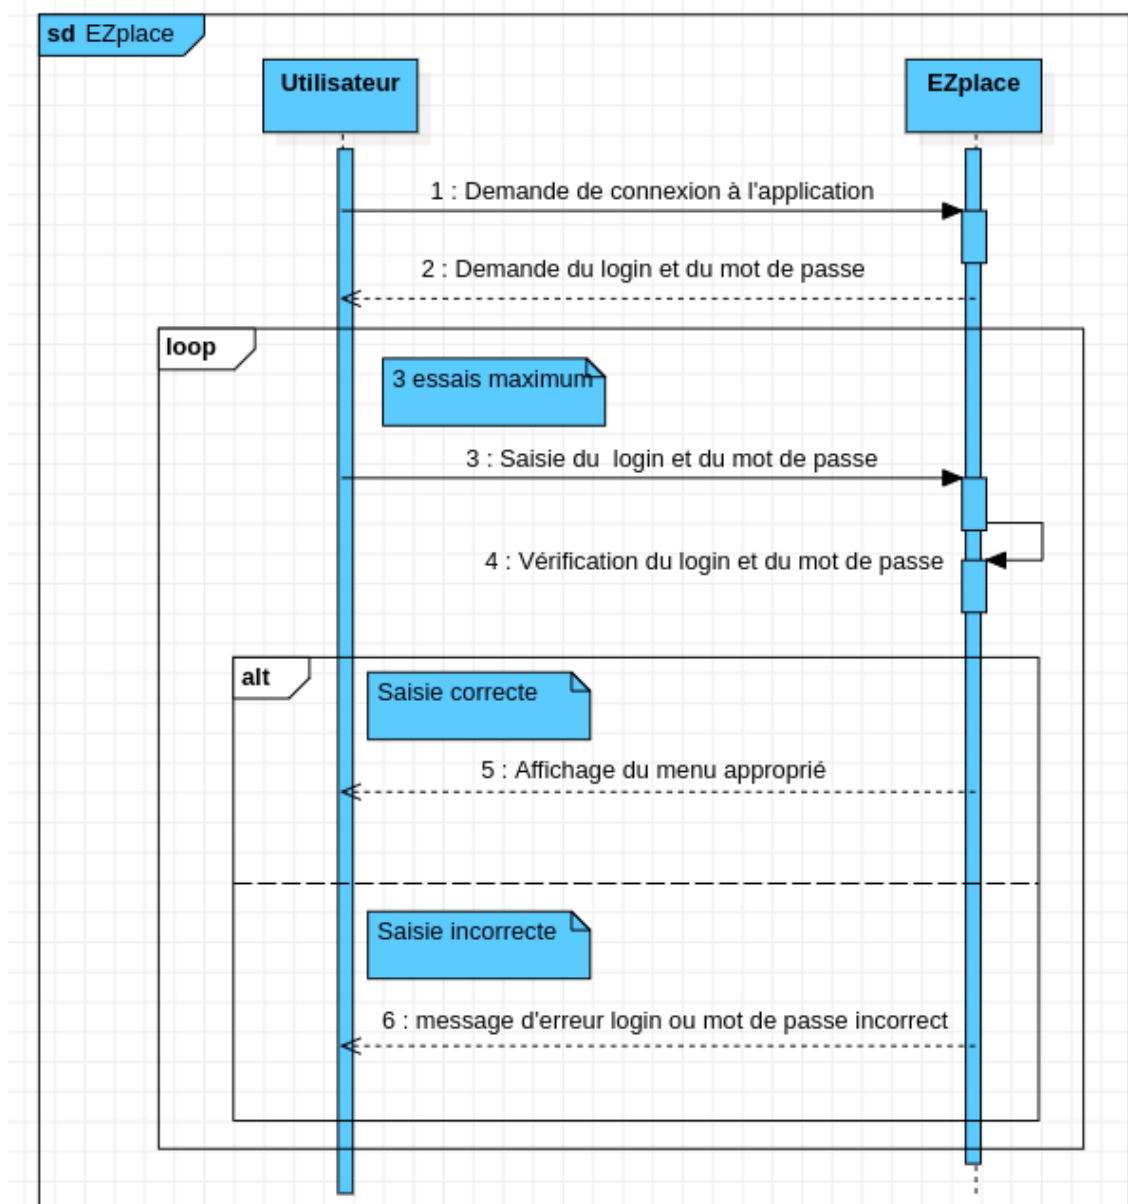 sd EZplace
Utilisateur
EZplace
1 : Demande de connexion à l'application
2 : Demande du login et du mot de passe
loop
3 essais maximum
3 : Saisie du  login et du mot de passe
4 : Vérification du login et du mot de passe
alt
Saisie correcte
5 : Affichage du menu approprié
Saisie incorrecte
6 : message d'erreur login ou mot de passe incorrect